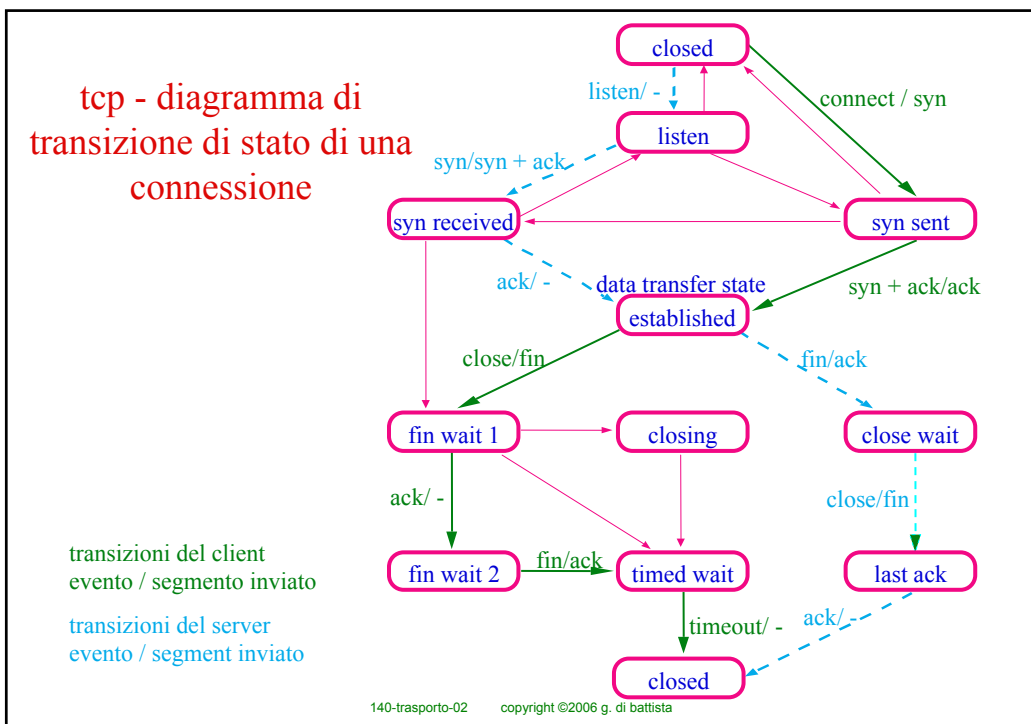 tcp - diagramma di
transizione di stato di una
connessione
closed
listen/ -
connect / syn
listen
syn/syn + ack
syn received
syn sent
ack/ -
data transfer state
syn + ack/ack
established
close/fin
fin/ack
fin wait 1
closing
close wait
ack/ -
close/fin
transizioni del client
evento / segmento inviato
fin wait 2
fin/ack
timed wait
last ack
transizioni del server
evento / segment inviato
timeout/ -
ack/ -
closed
140-trasporto-02 copyright ©2006 g. di battista